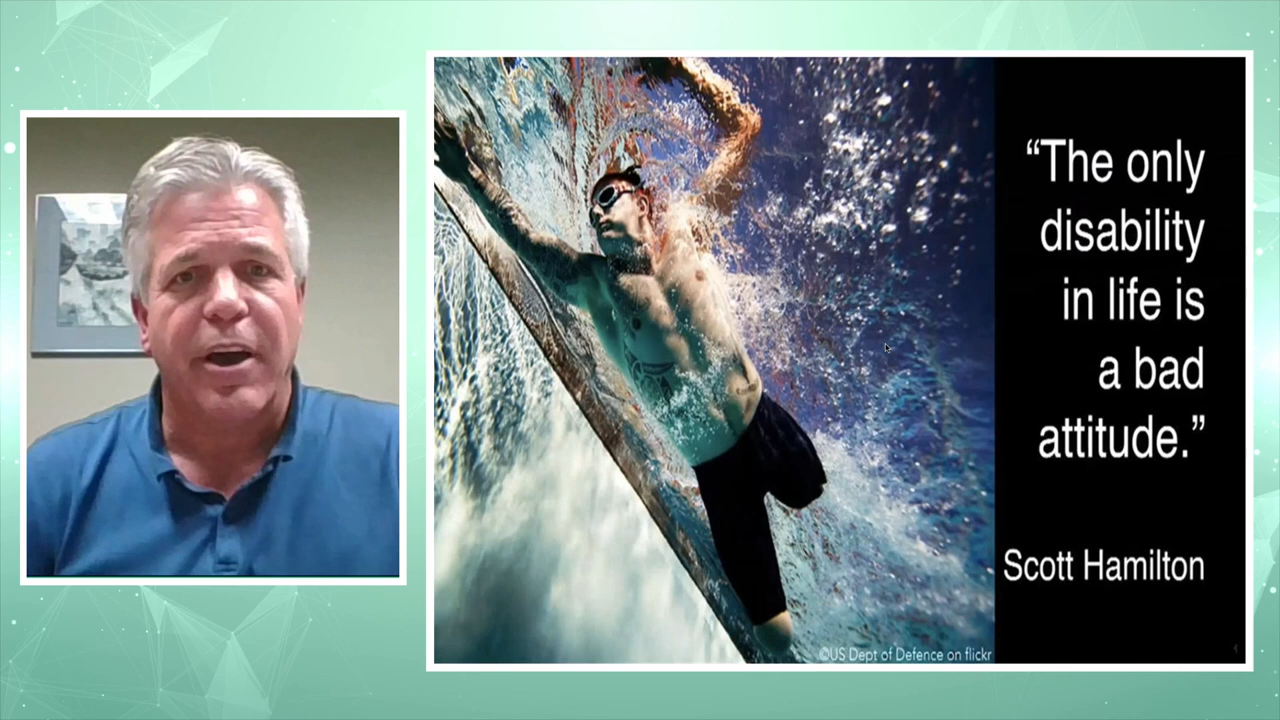 “The only
disability
in life is
a bad
attitude.”
Scott Hamilton
©US Dept of Defence on flickr